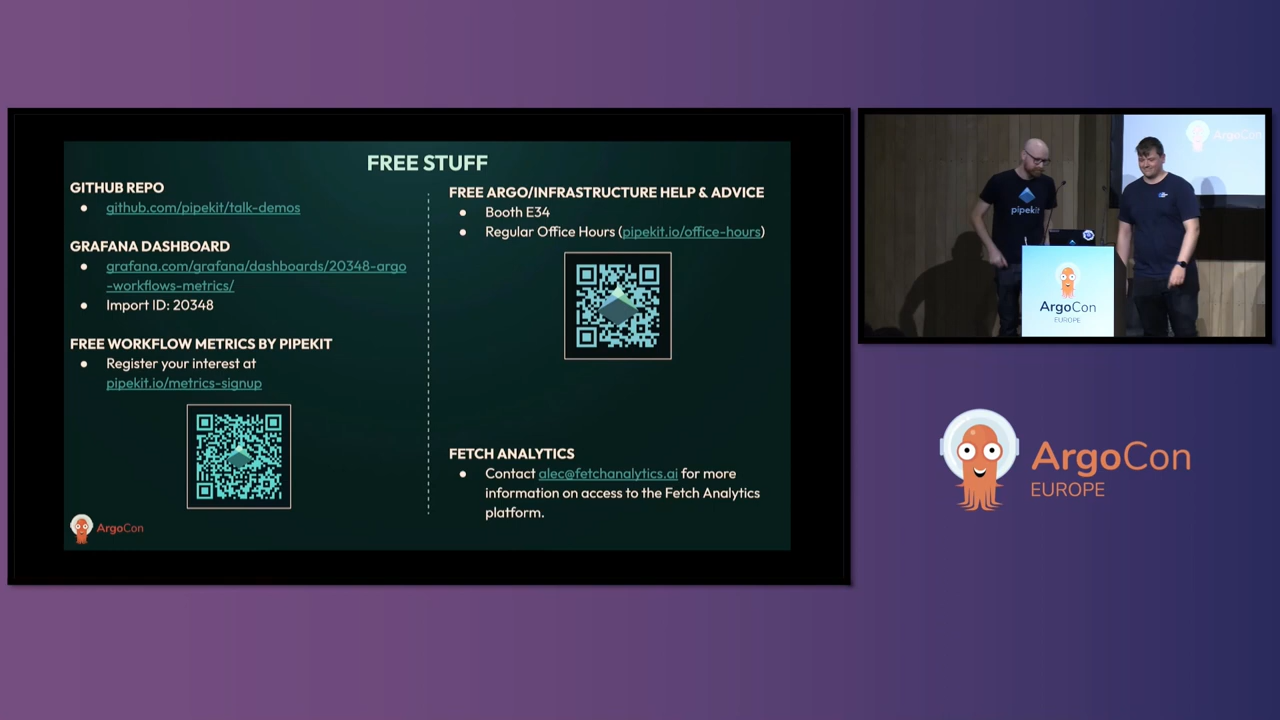 FREE STUFF
GITHUB REPO
● github.com/pipekit/talk-demos
GRAFANA DASHBOARD
● grafana.com/grafana/dashboards/20348-argo
-workflows-metrics/
● Import ID: 20348
FREE WORKFLOW METRICS BY PIPEKIT
● Register your interest at
pipekit.io/metrics-signup
ArgoCon
FREE ARGO/INFRASTRUCTURE HELP & ADVICE
● Booth E34
● Regular Office Hours (pipekit.io/office-hours)
FETCH ANALYTICS
● Contact alec@fetchanalytics.ai for more
information on access to the Fetch Analytics
platform.
ArgoCon
pipekit
ArgoCon
EUROPE
ArgoCon
EUROPE